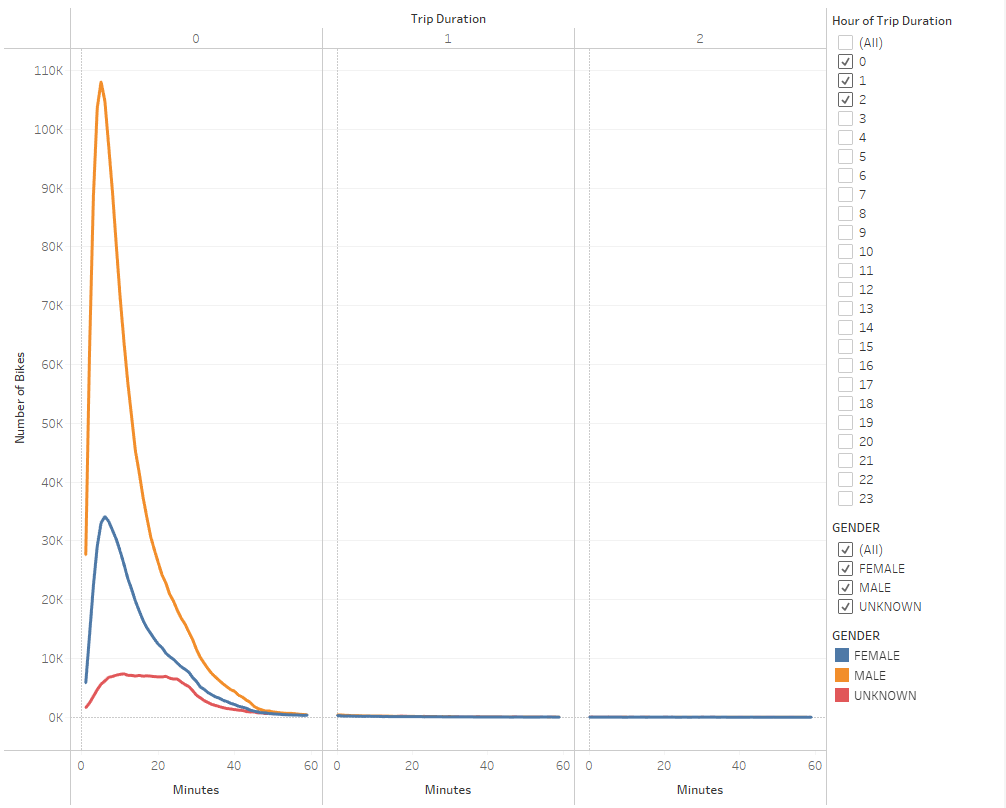 Trip Duration
0 1 2
110K
100K
90K
80K
70K
60K
50K
40K
30K
20K
10K
0K
Number of Bikes
0 20 40 60 0 20 40 60 0 20 40 60
Minutes Minutes Minutes
Hour of Trip Duration
(All)
0
1
2
3
4
5
6
7
8
9
10
11
12
13
14
15
16
17
18
19
20
21
22
23
GENDER
(All)
FEMALE
MALE
UNKNOWN
GENDER
FEMALE
MALE
UNKNOWN